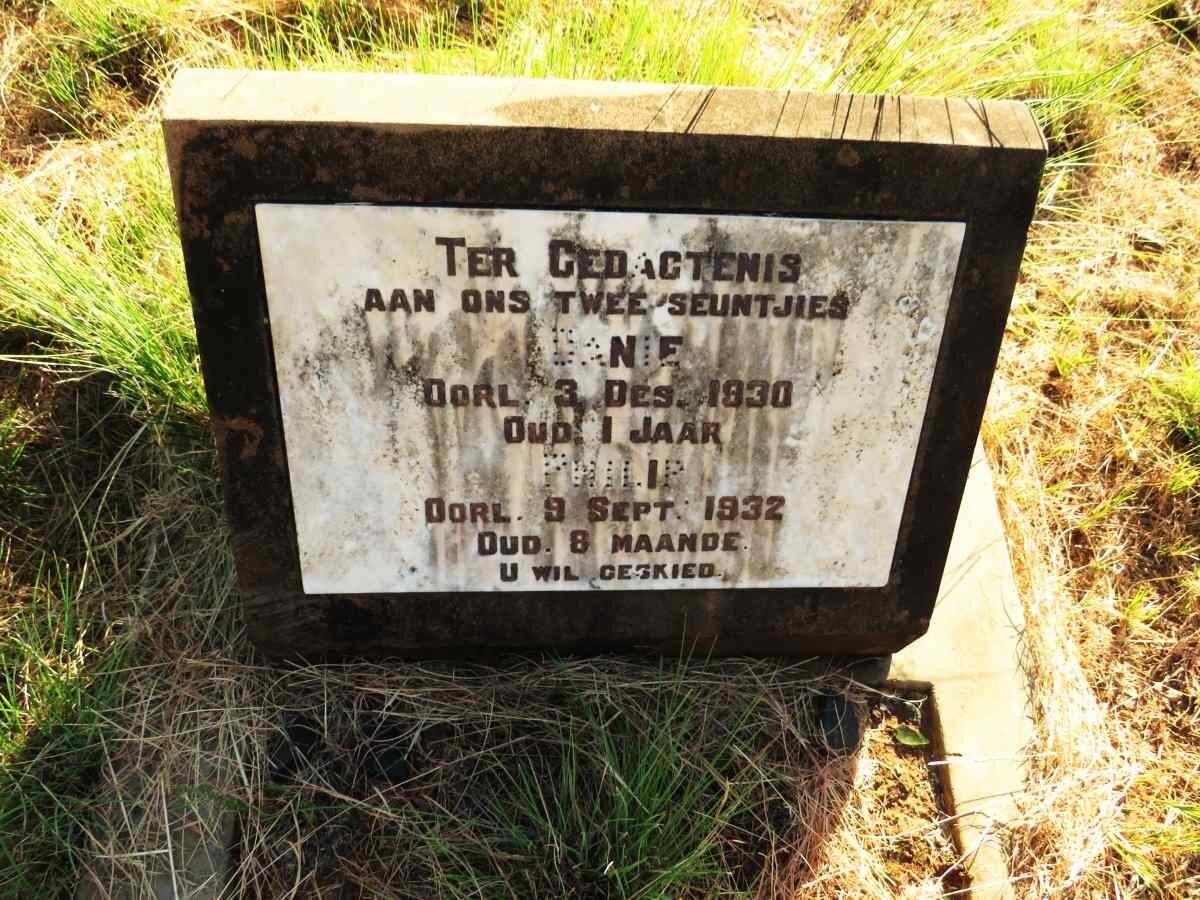 TER GEDAGTENIS
AAN ONS TWEE SEUNTJIES
DANIE
OORL. 3 DES. 1930
OUD. 1 JAAR
PHILIP
OORL. 9 SEPT. 1932
OUD. 8 MAANDE.
U WIL GESKIED.